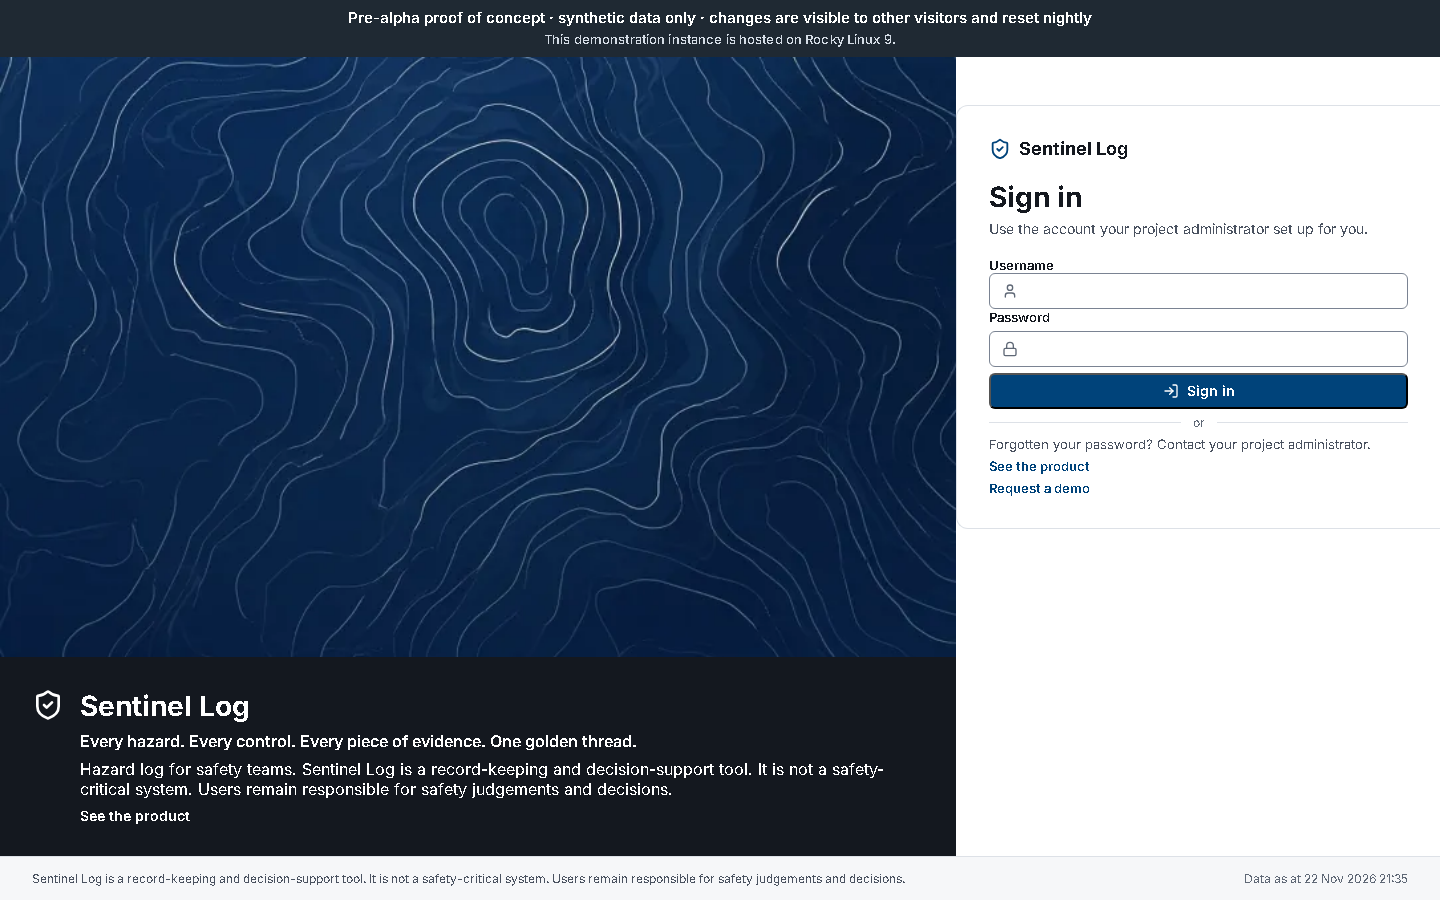 Pre-alpha proof of concept · synthetic data only · changes are visible to other visitors and reset nightly
This demonstration instance is hosted on Rocky Linux 9.
Sentinel Log
Sign in
Use the account your project administrator set up for you.
Username
Password
Sign in
or
Forgotten your password? Contact your project administrator.
See the product
Request a demo
Sentinel Log
Every hazard. Every control. Every piece of evidence. One golden thread.
Hazard log for safety teams. Sentinel Log is a record-keeping and decision-support tool. It is not a safety-
critical system. Users remain responsible for safety judgements and decisions.
See the product
Sentinel Log is a record-keeping and decision-support tool. It is not a safety-critical system. Users remain responsible for safety judgements and decisions.
Data as at 22 Nov 2026 21:35